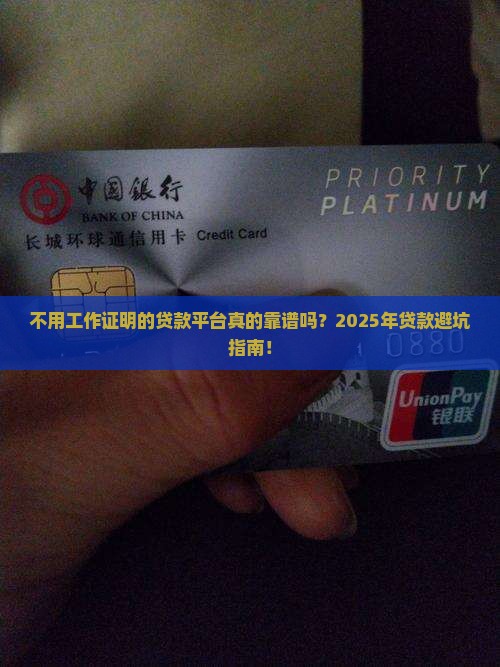 PRIORITY
中國銀行
PLATINUM
BANK OF CHINA
长城环球通信用卡 Credit Card
不用工作证明的贷款平台真的靠谱吗？2025年贷款避坑
指南！
0880
UnionPay
银联